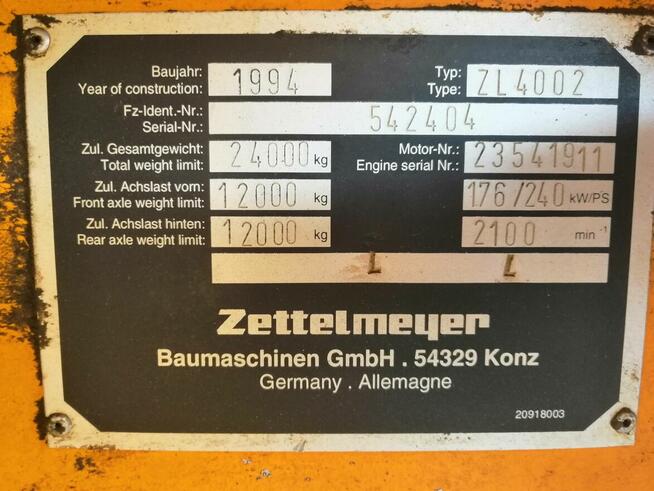 Baujahr: 1994 Typ: ZL4002
Year of construction: Type:
Fz-Ident.-Nr.: 542404
Serial-Nr.:
Zul. Gesamtgewicht: 24000 kg Motor-Nr.: 23541911
Total weight limit: Engine serial Nr.:
Zul. Achslast vorn: 12000 kg 176/240 kW/PS
Front axle weight limit:
Zul. Achslast hinten: 12000 kg 2100 min⁻¹
Rear axle weight limit:
L L
Zettelmeyer
Baumaschinen GmbH . 54329 Konz
Germany . Allemagne
20918003